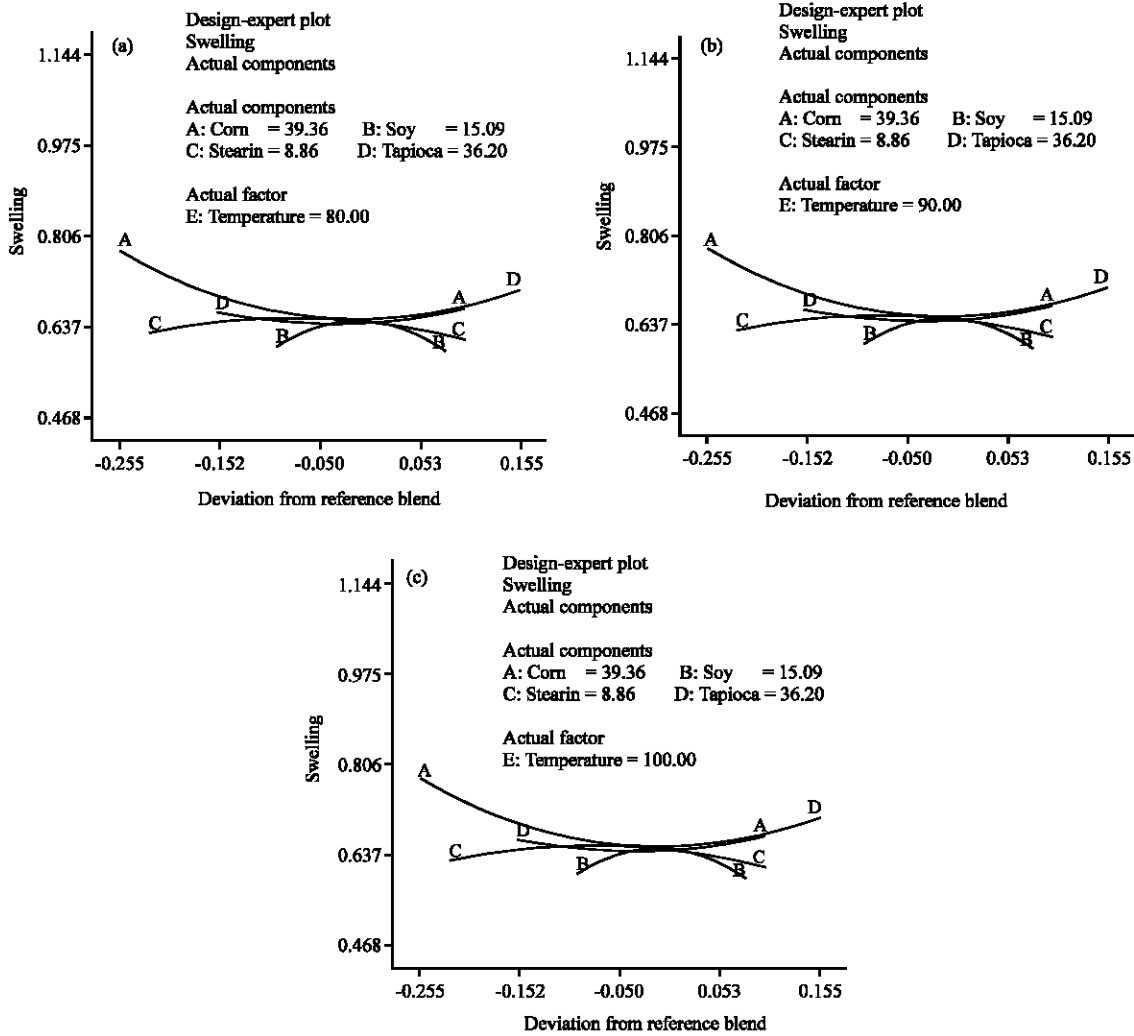 (a)
Design-expert plot
Swelling
Actual components
Actual components
A: Corn = 39.36 B: Soy = 15.09
C: Stearin = 8.86 D: Tapioca = 36.20
Actual factor
E: Temperature = 80.00
Swelling
1.144
0.975
0.806
0.637
0.468
A
D
A
D
C
C
B
B
-0.255 -0.152 -0.050 0.053 0.155
Deviation from reference blend
(b)
Design-expert plot
Swelling
Actual components
Actual components
A: Corn = 39.36 B: Soy = 15.09
C: Stearin = 8.86 D: Tapioca = 36.20
Actual factor
E: Temperature = 90.00
Swelling
1.144
0.975
0.806
0.637
0.468
A
D
A
D
C
C
B
B
-0.255 -0.152 -0.050 0.053 0.155
Deviation from reference blend
(c)
Design-expert plot
Swelling
Actual components
Actual components
A: Corn = 39.36 B: Soy = 15.09
C: Stearin = 8.86 D: Tapioca = 36.20
Actual factor
E: Temperature = 100.00
Swelling
1.144
0.975
0.806
0.637
0.468
A
D
A
D
C
C
B
B
-0.255 -0.152 -0.050 0.053 0.155
Deviation from reference blend